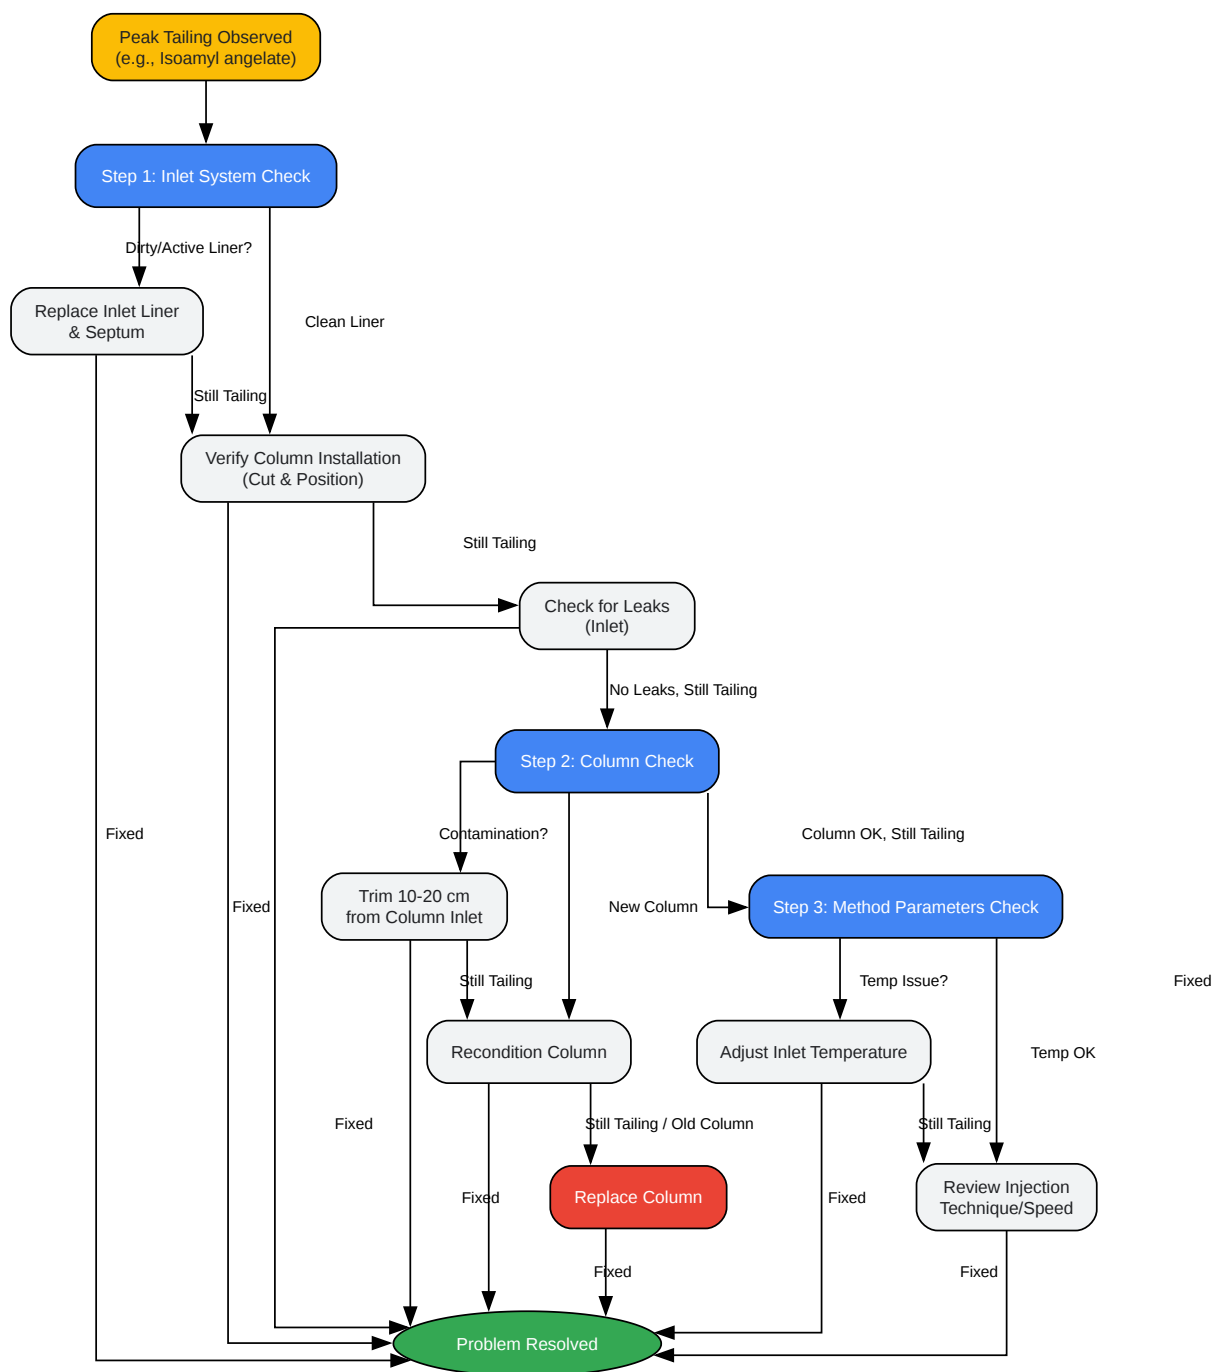 Peak Tailing Observed
(e.g., Isoamyl angelate)
Step 1: Inlet System Check
Dirty/Active Liner?
Replace Inlet Liner
& Septum
Clean Liner
Still Tailing
Verify Column Installation
(Cut & Position)
Still Tailing
Check for Leaks
(Inlet)
No Leaks, Still Tailing
Step 2: Column Check
Fixed
Contamination?
Column OK, Still Tailing
Trim 10-20 cm
from Column Inlet
Fixed
New Column
Step 3: Method Parameters Check
Still Tailing
Temp Issue?
Fixed
Recondition Column
Adjust Inlet Temperature
Temp OK
Fixed
Still Tailing / Old Column
Still Tailing
Fixed
Replace Column
Fixed
Review Injection
Technique/Speed
Fixed
Fixed
Problem Resolved